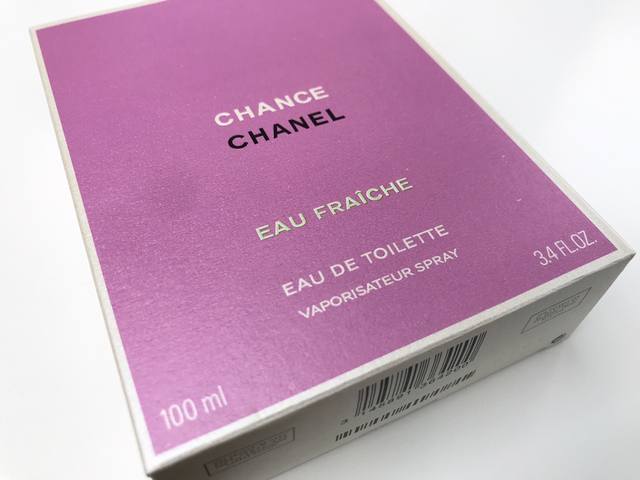 CHANCE
CHANEL
EAU FRAÎCHE
EAU DE TOILETTE
VAPORISATEUR SPRAY
100 ml
3.4 FL.OZ.